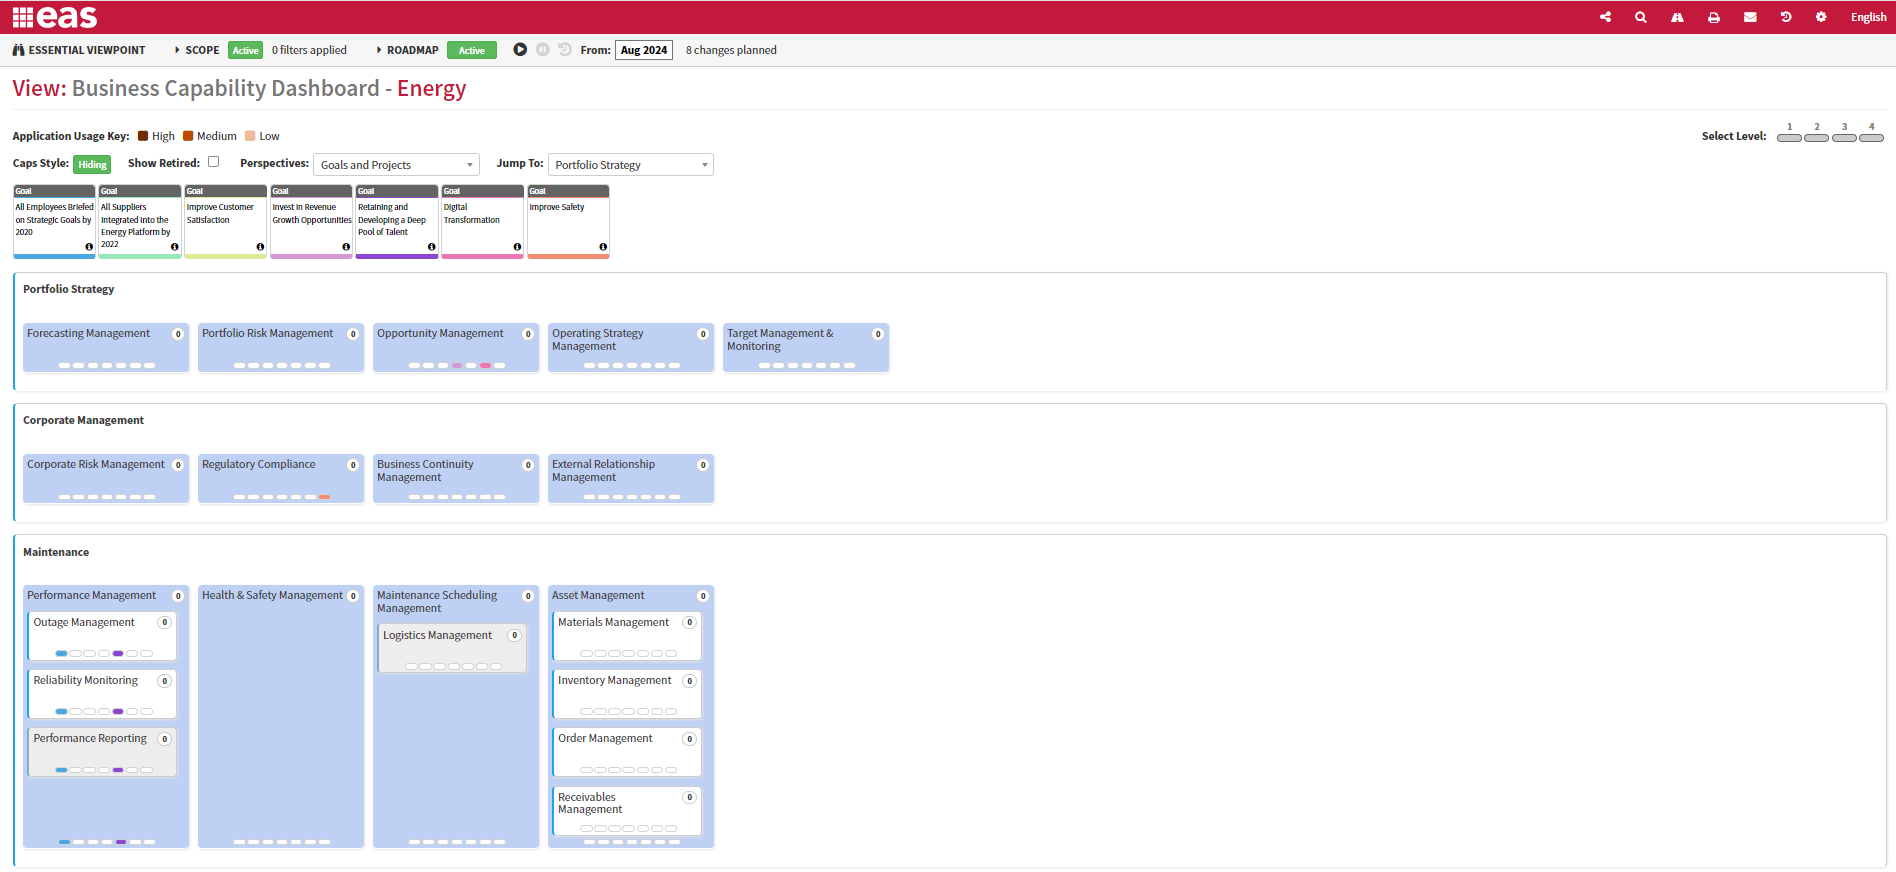 eas
English
ESSENTIAL VIEWPOINT SCOPE Active 0 filters applied ROADMAP Active From: Aug 2024 8 changes planned
View: Business Capability Dashboard - Energy
Application Usage Key: High Medium Low
Select Level: 1 2 3 4
Caps Style: Hiding Show Retired: Perspectives: Goals and Projects Jump To: Portfolio Strategy
Goal Goal Goal Goal Goal Goal Goal
All Employees Briefed All Suppliers Improve Customer Invest In Revenue Retaining and Digital Improve Safety
on Strategic Goals by Integrated Into the Satisfaction Growth Opportunities Developing a Deep Transformation
2020 Energy Platform by Pool of Talent
2022
Portfolio Strategy
Forecasting Management 0 Portfolio Risk Management 0 Opportunity Management 0 Operating Strategy 0 Target Management & 0
Management Monitoring
Corporate Management
Corporate Risk Management 0 Regulatory Compliance 0 Business Continuity 0 External Relationship 0
Management Management
Maintenance
Performance Management 0 Health & Safety Management 0 Maintenance Scheduling 0 Asset Management 0
Management
Outage Management 0 Materials Management 0
Logistics Management 0
Reliability Monitoring 0 Inventory Management 0
Performance Reporting 0 Order Management 0
Receivables 0
Management